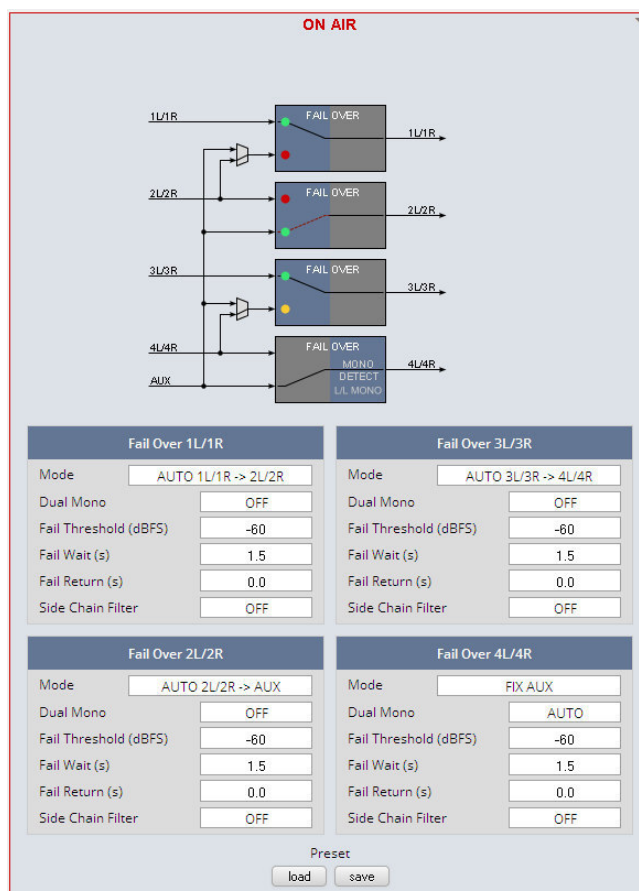 ON AIR
1L/1R
FAIL OVER
1L/1R
2L/2R
FAIL OVER
2L/2R
3L/3R
FAIL OVER
3L/3R
4L/4R
FAIL OVER
MONO
DETECT
L/L MONO
4L/4R
AUX
Fail Over 1L/1R
Mode AUTO 1L/1R -> 2L/2R
Dual Mono OFF
Fail Threshold (dBFS) -60
Fail Wait (s) 1.5
Fail Return (s) 0.0
Side Chain Filter OFF
Fail Over 3L/3R
Mode AUTO 3L/3R -> 4L/4R
Dual Mono OFF
Fail Threshold (dBFS) -60
Fail Wait (s) 1.5
Fail Return (s) 0.0
Side Chain Filter OFF
Fail Over 2L/2R
Mode AUTO 2L/2R -> AUX
Dual Mono OFF
Fail Threshold (dBFS) -60
Fail Wait (s) 1.5
Fail Return (s) 0.0
Side Chain Filter OFF
Fail Over 4L/4R
Mode FIX AUX
Dual Mono AUTO
Fail Threshold (dBFS) -60
Fail Wait (s) 1.5
Fail Return (s) 0.0
Side Chain Filter OFF
Preset
load save